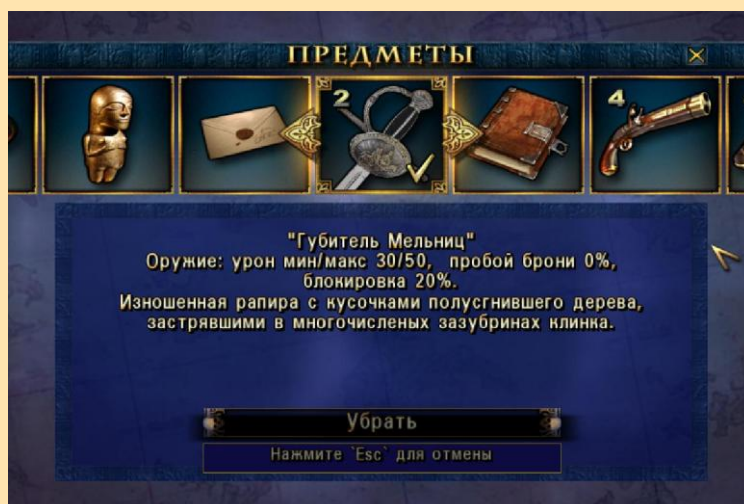 ПРЕДМЕТЫ
2
4
"Губитель Мельниц"
Оружие: урон мин/макс 30/50, пробой брони 0%,
блокировка 20%.
Изношенная рапира с кусочками полусгнившего дерева,
застрявшими в многочисленых зазубринах клинка.
Убрать
Нажмите `Esc` для отмены